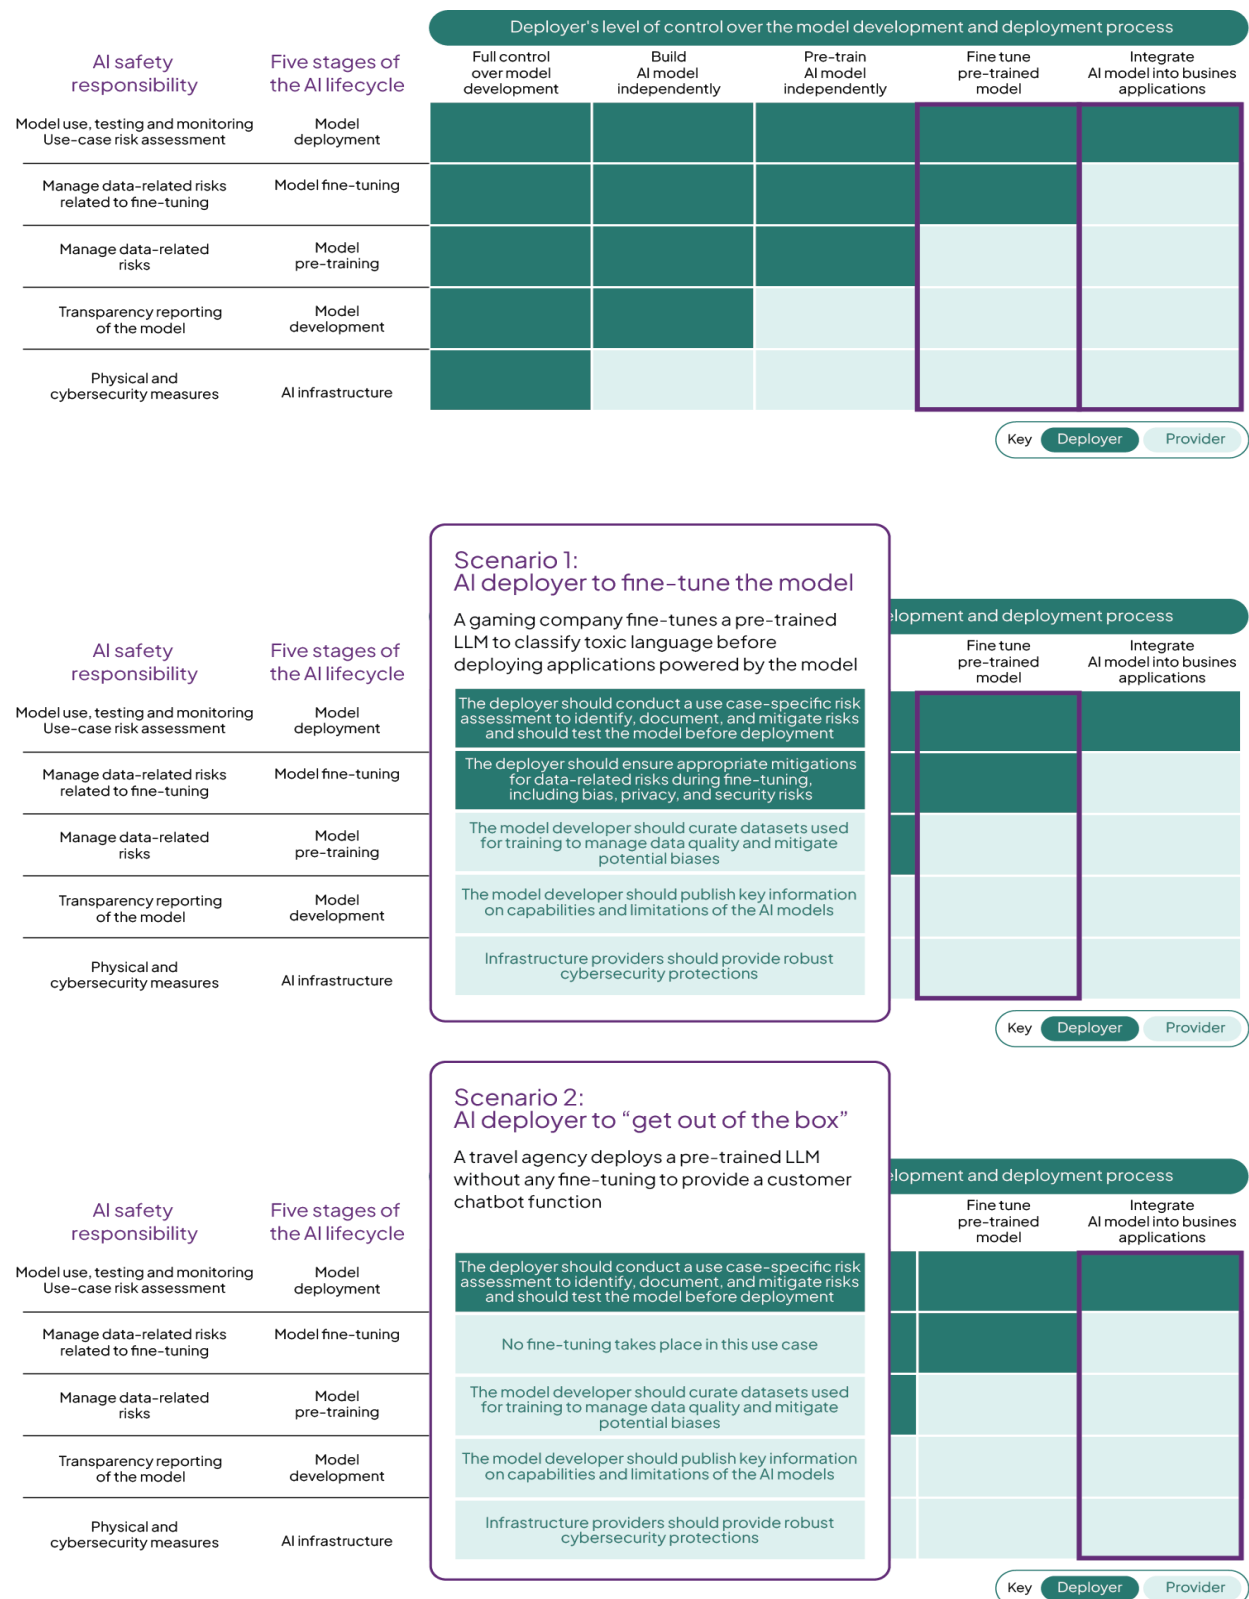 Deployer's level of control over the model development and deployment process
AI safety
responsibility
Five stages of
the AI lifecycle
Full control
over model
development
Build
AI model
independently
Pre-train
AI model
independently
Fine tune
pre-trained
model
Integrate
AI model into busines
applications
Model use, testing and monitoring
Use-case risk assessment
Model
deployment
Manage data-related risks
related to fine-tuning
Model fine-tuning
Manage data-related
risks
Model
pre-training
Transparency reporting
of the model
Model
development
Physical and
cybersecurity measures
AI infrastructure
Key
Deployer
Provider
Scenario 1:
AI deployer to fine-tune the model
A gaming company fine-tunes a pre-trained
LLM to classify toxic language before
deploying applications powered by the model
The deployer should conduct a use case-specific risk
assessment to identify, document, and mitigate risks
and should test the model before deployment
The deployer should ensure appropriate mitigations
for data-related risks during fine-tuning,
including bias, privacy, and security risks
The model developer should curate datasets used
for training to manage data quality and mitigate
potential biases
The model developer should publish key information
on capabilities and limitations of the AI models
Infrastructure providers should provide robust
cybersecurity protections
elopment and deployment process
AI safety
responsibility
Five stages of
the AI lifecycle
Fine tune
pre-trained
model
Integrate
AI model into busines
applications
Model use, testing and monitoring
Use-case risk assessment
Model
deployment
Manage data-related risks
related to fine-tuning
Model fine-tuning
Manage data-related
risks
Model
pre-training
Transparency reporting
of the model
Model
development
Physical and
cybersecurity measures
AI infrastructure
Key
Deployer
Provider
Scenario 2:
AI deployer to “get out of the box”
A travel agency deploys a pre-trained LLM
without any fine-tuning to provide a customer
chatbot function
The deployer should conduct a use case-specific risk
assessment to identify, document, and mitigate risks
and should test the model before deployment
No fine-tuning takes place in this use case
The model developer should curate datasets used
for training to manage data quality and mitigate
potential biases
The model developer should publish key information
on capabilities and limitations of the AI models
Infrastructure providers should provide robust
cybersecurity protections
elopment and deployment process
AI safety
responsibility
Five stages of
the AI lifecycle
Fine tune
pre-trained
model
Integrate
AI model into busines
applications
Model use, testing and monitoring
Use-case risk assessment
Model
deployment
Manage data-related risks
related to fine-tuning
Model fine-tuning
Manage data-related
risks
Model
pre-training
Transparency reporting
of the model
Model
development
Physical and
cybersecurity measures
AI infrastructure
Key
Deployer
Provider